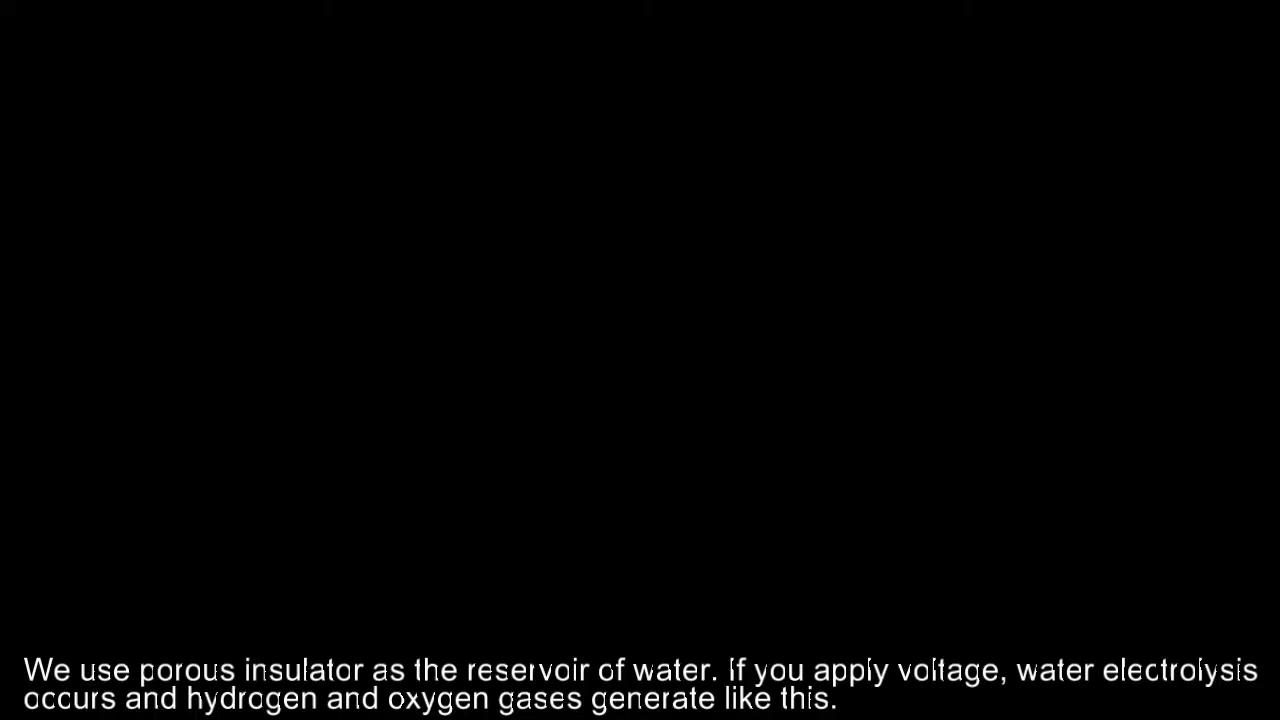 We use porous insulator as the reservoir of water. If you apply voltage, water electrolysis
occurs and hydrogen and oxygen gases generate like this.